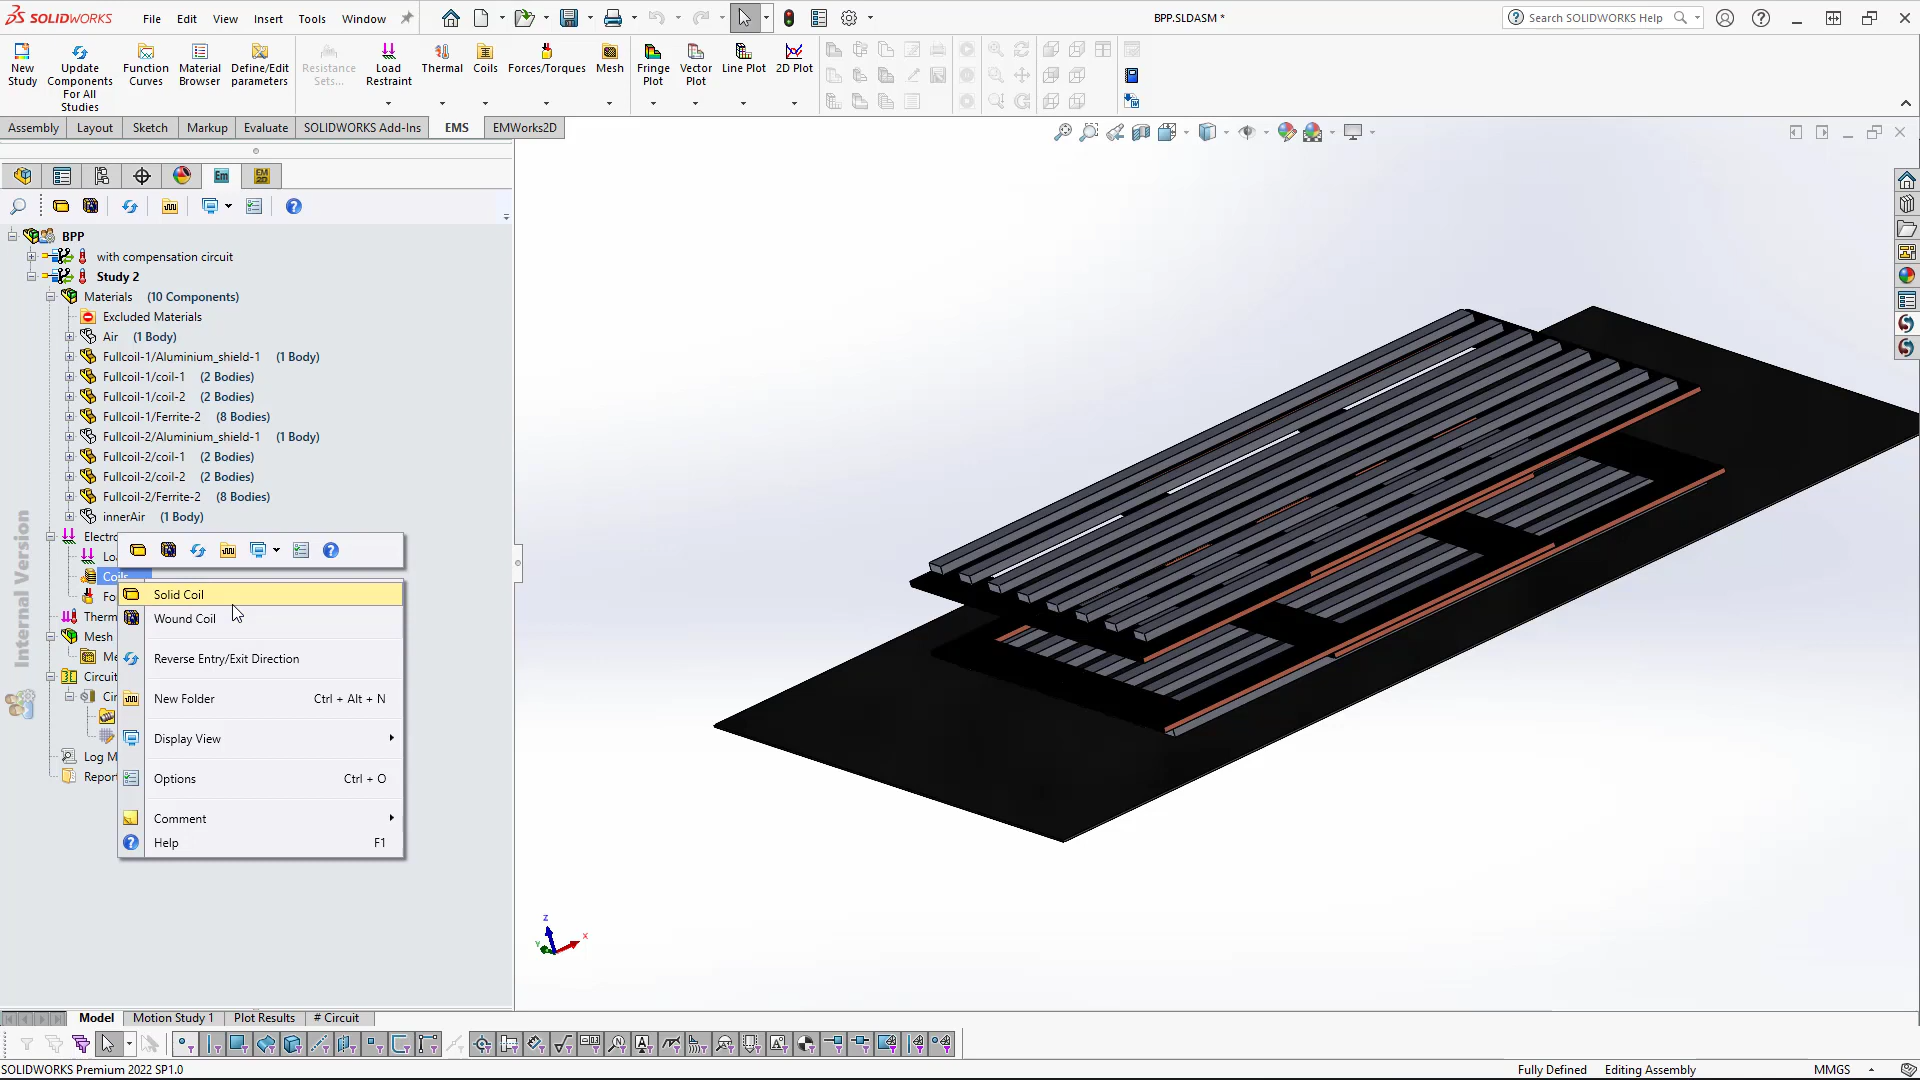 SOLIDWORKS
File Edit View Insert Tools Window
BPP.SLDASM *
Search SOLIDWORKS Help
New Study
Update Components For All Studies
Function Curves
Material Browser
Define/Edit parameters
Resistance Sets...
Load Restraint
Thermal
Coils
Forces/Torques
Mesh
Fringe Plot
Vector Plot
Line Plot
2D Plot
Assembly Layout Sketch Markup Evaluate SOLIDWORKS Add-Ins EMS EMWorks2D
BPP
with compensation circuit
Study 2
Materials (10 Components)
Excluded Materials
Air (1 Body)
Fullcoil-1/Aluminium_shield-1 (1 Body)
Fullcoil-1/coil-1 (2 Bodies)
Fullcoil-1/coil-2 (2 Bodies)
Fullcoil-1/Ferrite-2 (8 Bodies)
Fullcoil-2/Aluminium_shield-1 (1 Body)
Fullcoil-2/coil-1 (2 Bodies)
Fullcoil-2/coil-2 (2 Bodies)
Fullcoil-2/Ferrite-2 (8 Bodies)
innerAir (1 Body)
Electro
Lo
Coils
Fo
Therm
Mesh
Me
Circuit
Cir
Log M
Report
Solid Coil
Wound Coil
Reverse Entry/Exit Direction
New Folder Ctrl + Alt + N
Display View
Options Ctrl + O
Comment
Help F1
Internal Version
Z
X
Y
Model Motion Study 1 Plot Results # Circuit
SOLIDWORKS Premium 2022 SP1.0
Fully Defined Editing Assembly MMGS